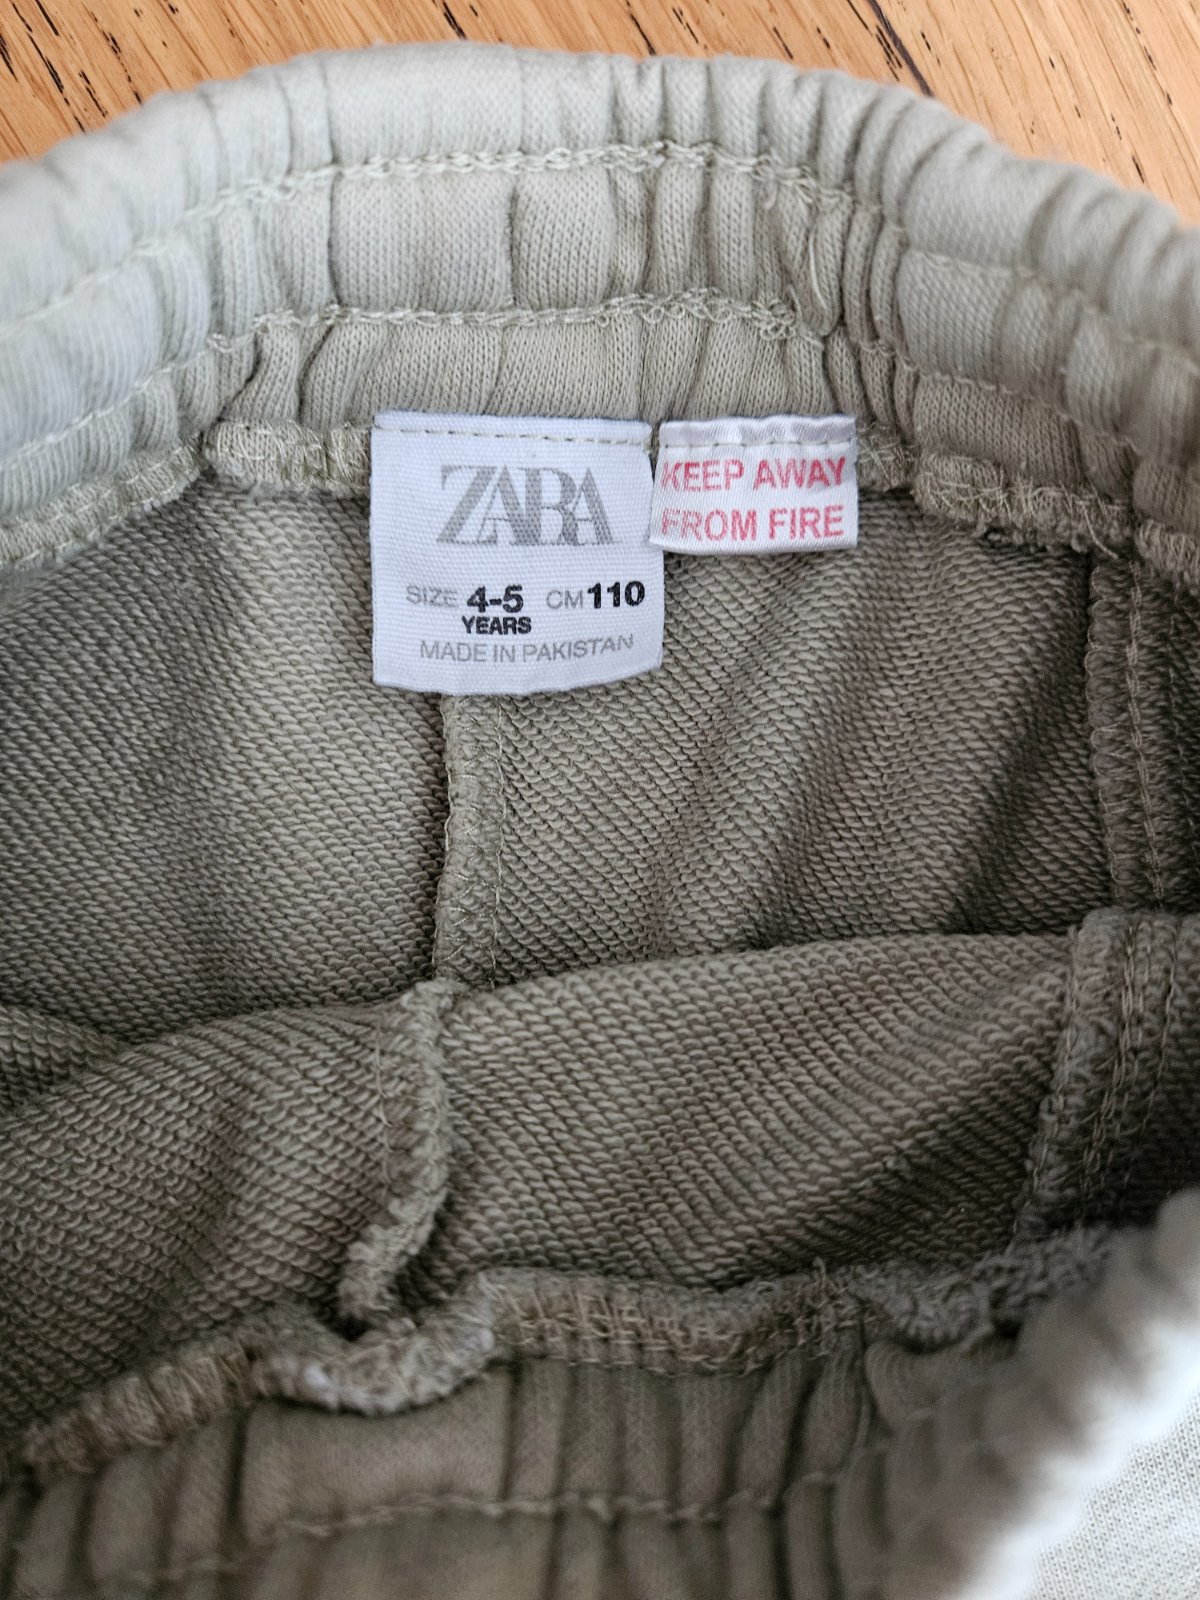 ZARA
SIZE 4-5 CM 110
YEARS
MADE IN PAKISTAN
KEEP AWAY
FROM FIRE